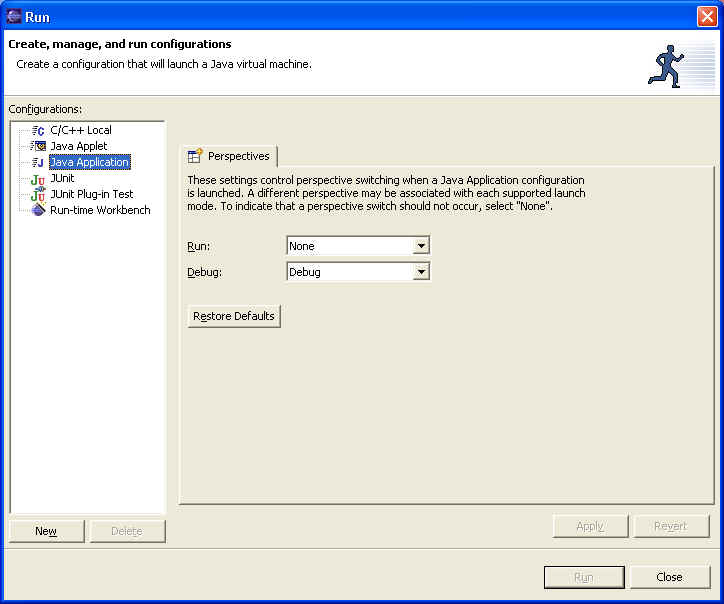 Run
Create, manage, and run configurations
Create a configuration that will launch a Java virtual machine.
Configurations:
C/C++ Local
Java Applet
Java Application
JUnit
JUnit Plug-in Test
Run-time Workbench
Perspectives
These settings control perspective switching when a Java Application configuration
is launched. A different perspective may be associated with each supported launch
mode. To indicate that a perspective switch should not occur, select "None".
Run: None
Debug: Debug
Restore Defaults
New Delete
Apply Revert
Run Close